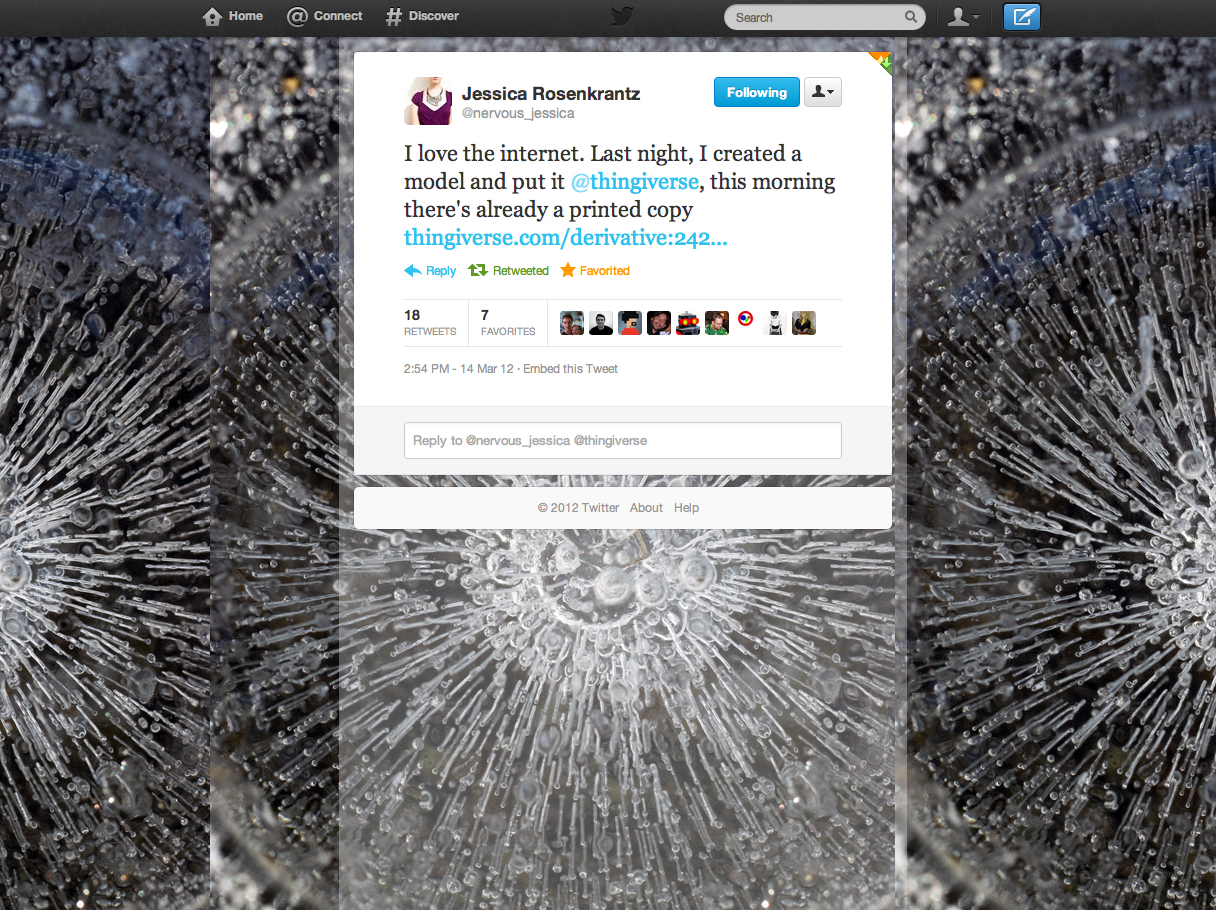 Home @ Connect # Discover
Search
Jessica Rosenkrantz
@nervous_jessica
Following
I love the internet. Last night, I created a
model and put it @thingiverse, this morning
there's already a printed copy
thingiverse.com/derivative:242...
Reply Retweeted Favorited
18 7
RETWEETS FAVORITES
2:54 PM - 14 Mar 12 · Embed this Tweet
Reply to @nervous_jessica @thingiverse
© 2012 Twitter About Help